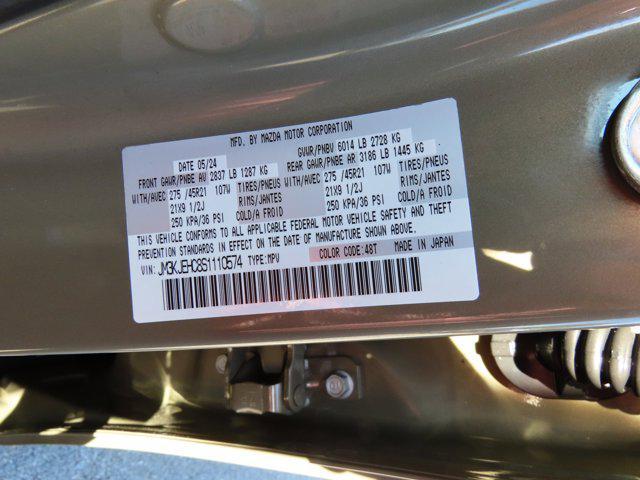 MFD. BY MAZDA MOTOR CORPORATION
DATE 05/24 GVWR/PNBV 6014 LB 2728 KG
FRONT GAWR/PNBE AV 2837 LB 1287 KG REAR GAWR/PNBE AR 3186 LB 1445 KG
WITH/AVEC 275 /45R21 107W TIRES/PNEUS WITH/AVEC 275 /45R21 107W TIRES/PNEUS
21X9 1/2J RIMS/JANTES 21X9 1/2J RIMS/JANTES
250 KPA/36 PSI COLD/A FROID 250 KPA/36 PSI COLD/A FROID
THIS VEHICLE CONFORMS TO ALL APPLICABLE FEDERAL MOTOR VEHICLE SAFETY AND THEFT
PREVENTION STANDARDS IN EFFECT ON THE DATE OF MANUFACTURE SHOWN ABOVE.
VIN: JM3KJEHC8S1110574 TYPE: MPV COLOR CODE: 48T MADE IN JAPAN